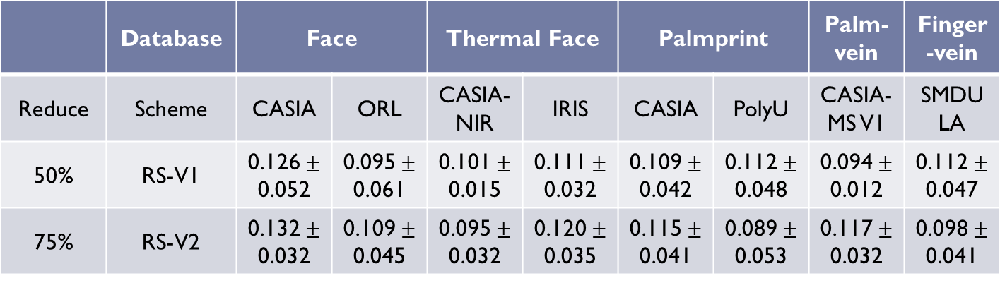 Database Face Thermal Face Palmprint Palm-
vein Finger
-vein
Reduce Scheme CASIA ORL CASIA-
NIR IRIS CASIA PolyU CASIA-
MS V1 SMDU
LA
50% RS-V1 0.126 ±
0.052 0.095 ±
0.061 0.101 ±
0.015 0.111 ±
0.032 0.109 ±
0.042 0.112 ±
0.048 0.094 ±
0.012 0.112 ±
0.047
75% RS-V2 0.132 ±
0.032 0.109 ±
0.045 0.095 ±
0.032 0.120 ±
0.035 0.115 ±
0.041 0.089 ±
0.053 0.117 ±
0.032 0.098 ±
0.041